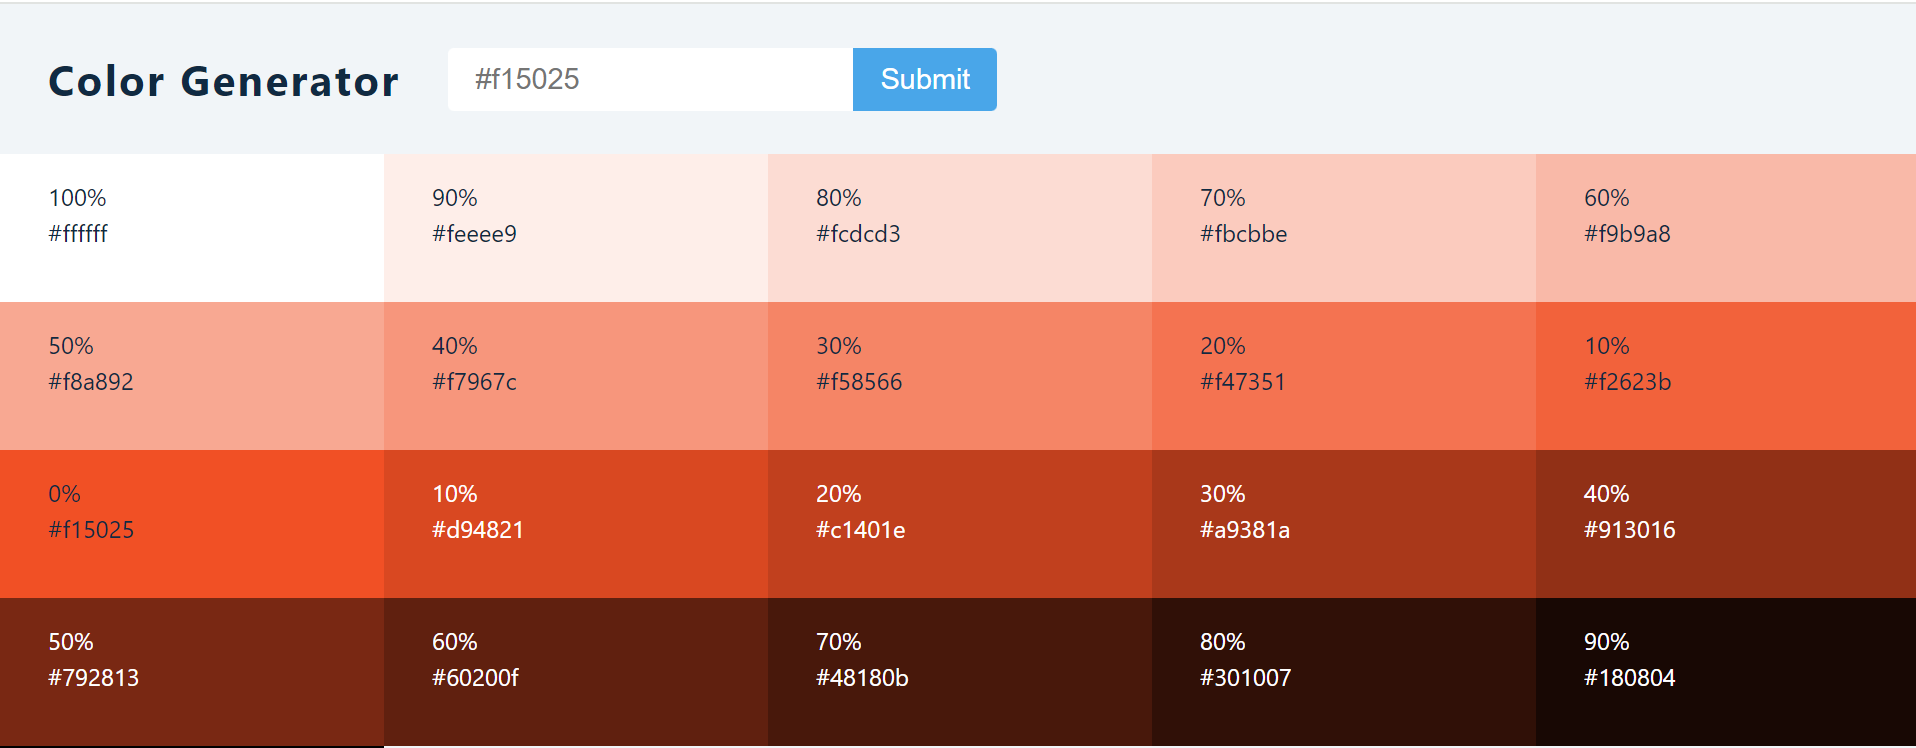 Color Generator
#f15025
Submit
100%
#ffffff
90%
#feeee9
80%
#fcdcd3
70%
#fbcbbe
60%
#f9b9a8
50%
#f8a892
40%
#f7967c
30%
#f58566
20%
#f47351
10%
#f2623b
0%
#f15025
10%
#d94821
20%
#c1401e
30%
#a9381a
40%
#913016
50%
#792813
60%
#60200f
70%
#48180b
80%
#301007
90%
#180804